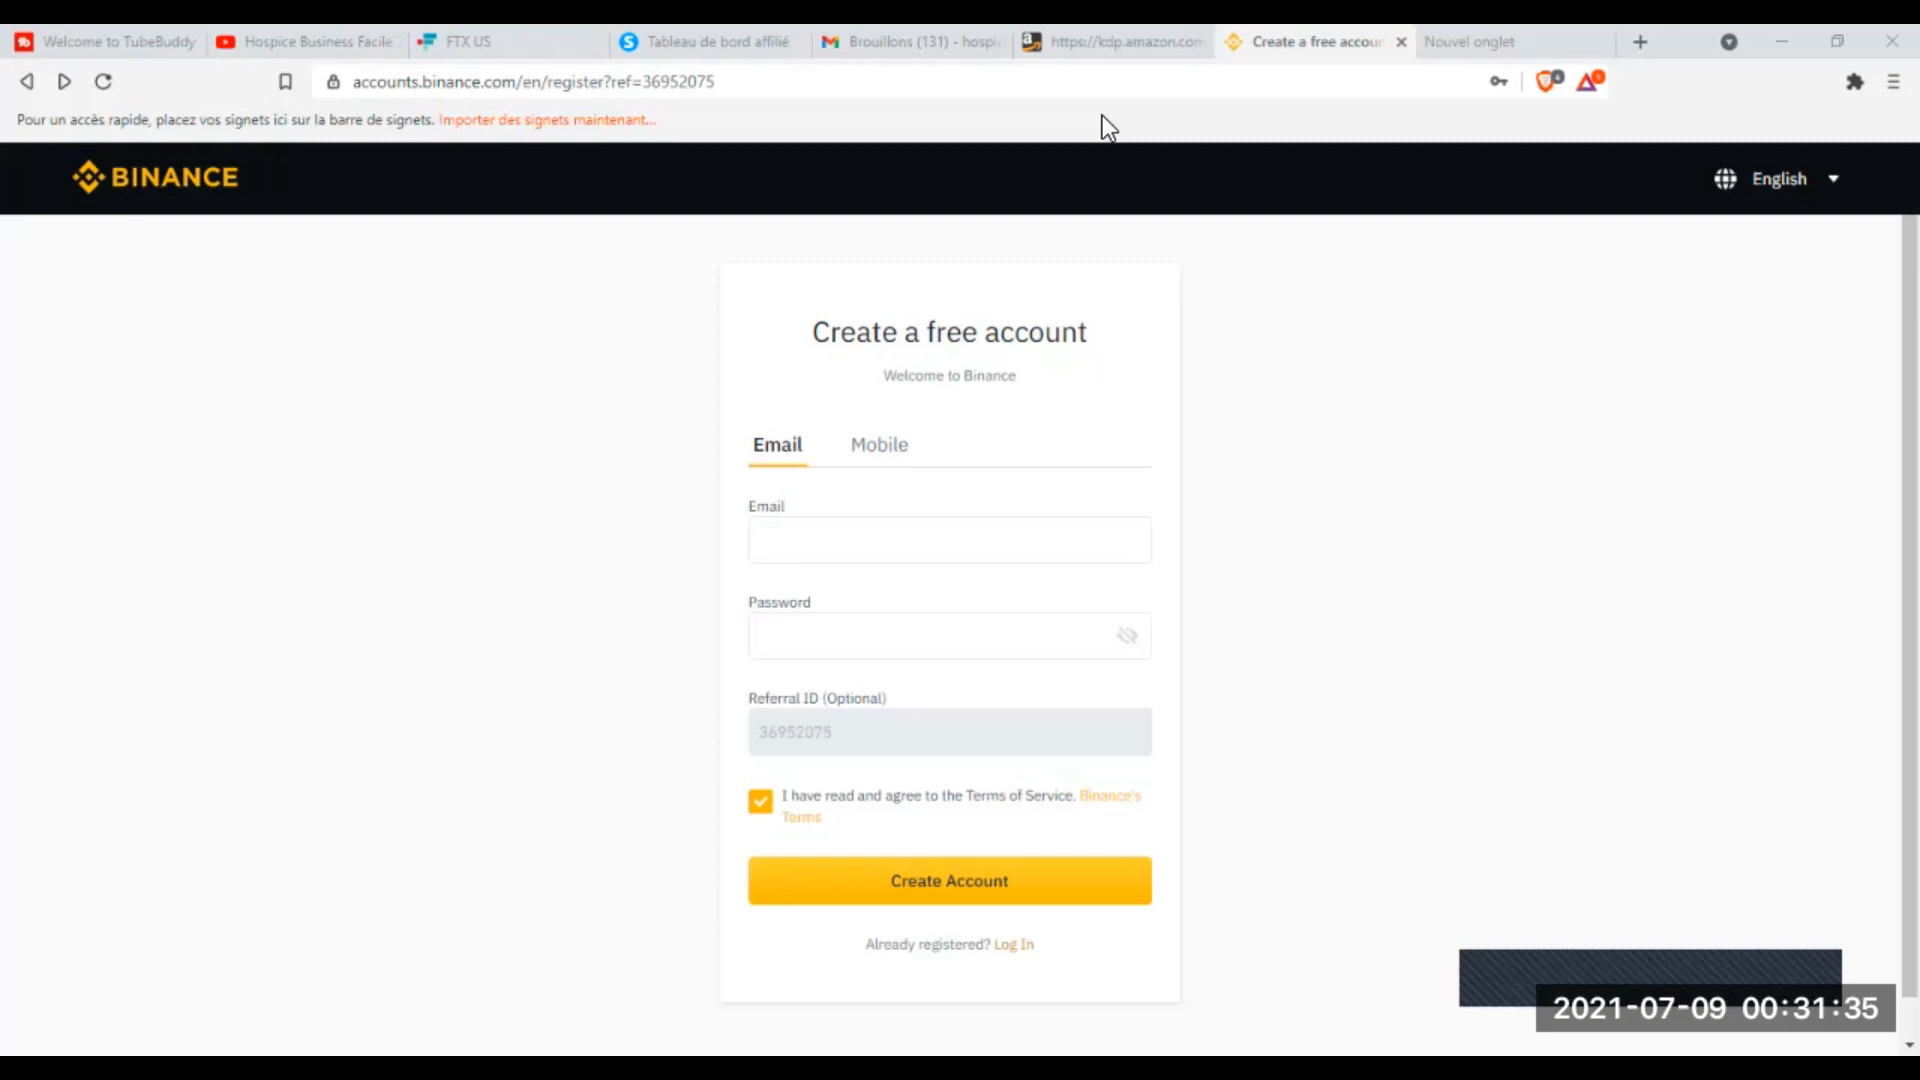 Welcome to TubeBuddy
Hospice Business Facile
FTX US
Tableau de bord affilié
Brouillons (131) - hospic
https://kdp.amazon.com
Create a free accoun
Nouvel onglet
accounts.binance.com/en/register?ref=36952075
Pour un accès rapide, placez vos signets ici sur la barre de signets. Importer des signets maintenant...
BINANCE
English
Create a free account
Welcome to Binance
Email Mobile
Email
Password
Referral ID (Optional)
36952075
I have read and agree to the Terms of Service. Binance's
Terms
Create Account
Already registered? Log In
2021-07-09 00:31:35